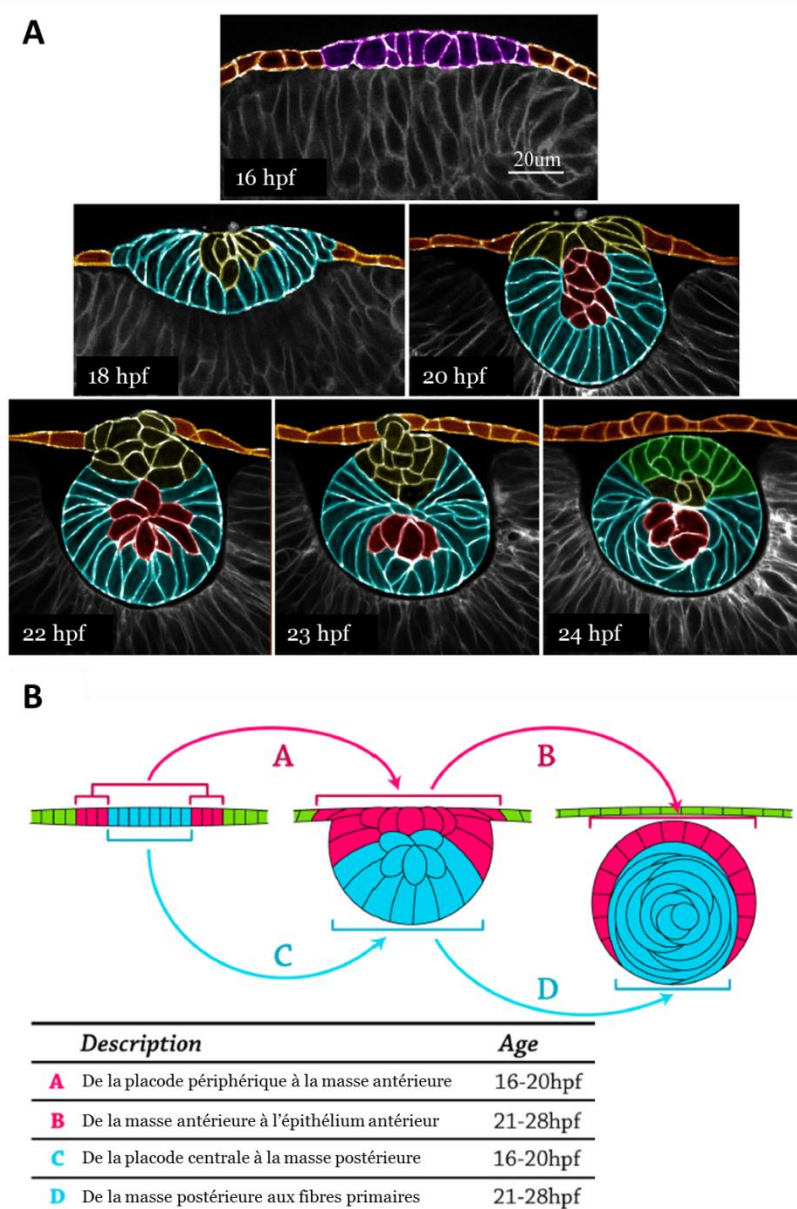 A
16 hpf
20um
18 hpf
20 hpf
22 hpf
23 hpf
24 hpf
B
A
B
C
D
Description Age
A De la placode périphérique à la masse antérieure 16-20hpf
B De la masse antérieure à l’épithélium antérieur 21-28hpf
C De la placode centrale à la masse postérieure 16-20hpf
D De la masse postérieure aux fibres primaires 21-28hpf